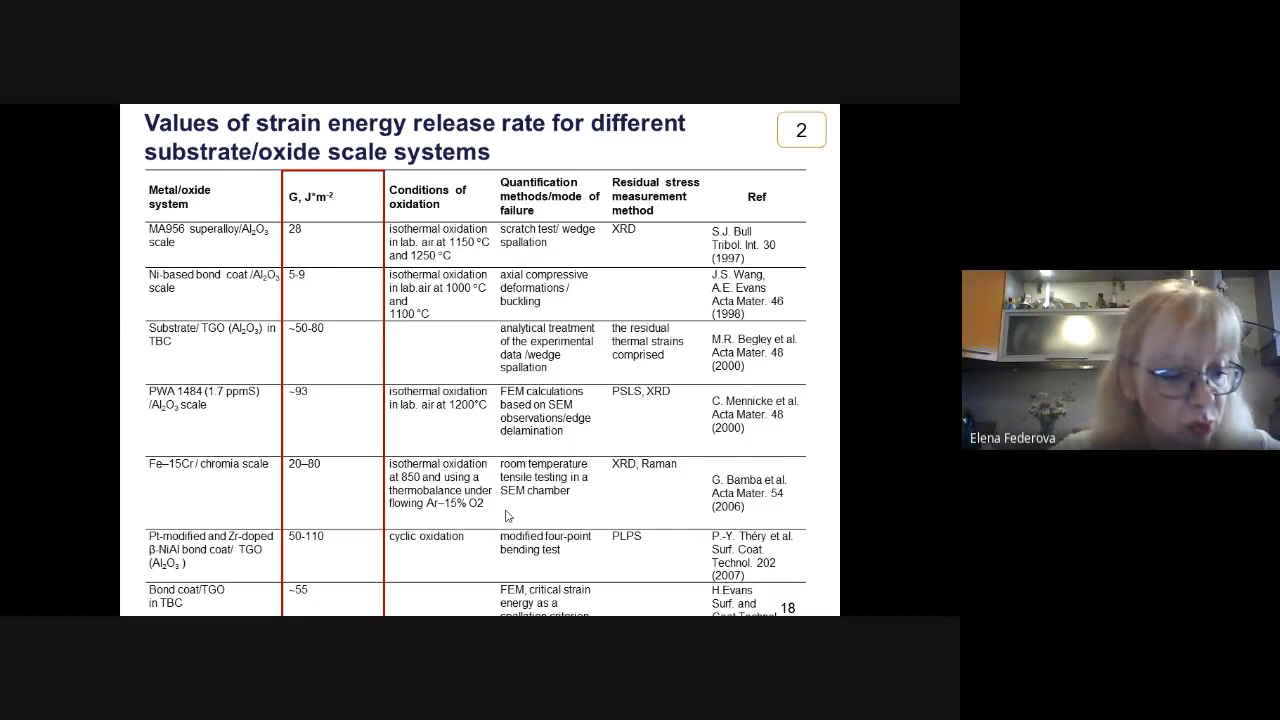 Values of strain energy release rate for different
substrate/oxide scale systems
2
Metal/oxide
system
G, J*m⁻²
Conditions of
oxidation
Quantification
methods/mode of
failure
Residual stress
measurement
method
Ref
MA956 superalloy/Al₂O₃
scale
28
isothermal oxidation
in lab. air at 1150 °C
and 1250 °C
scratch test/ wedge
spallation
XRD
S.J. Bull
Tribol. Int. 30
(1997)
Ni-based bond coat /Al₂O₃
scale
5-9
isothermal oxidation
in lab.air at 1000 °C
and
1100 °C
axial compressive
deformations /
buckling
J.S. Wang,
A.E. Evans
Acta Mater. 46
(1998)
Substrate/ TGO (Al₂O₃) in
TBC
~50-80
analytical treatment
of the experimental
data /wedge
spallation
the residual
thermal strains
comprised
M.R. Begley et al.
Acta Mater. 48
(2000)
PWA 1484 (1.7 ppmS)
/Al₂O₃ scale
~93
isothermal oxidation
in lab. air at 1200°C
FEM calculations
based on SEM
observations/edge
delamination
PSLS, XRD
C. Mennicke et al.
Acta Mater. 48
(2000)
Fe–15Cr / chromia scale
20–80
isothermal oxidation
at 850 and using a
thermobalance under
flowing Ar–15% O2
room temperature
tensile testing in a
SEM chamber
XRD, Raman
G. Bamba et al.
Acta Mater. 54
(2006)
Pt-modified and Zr-doped
β-NiAl bond coat/ TGO
(Al₂O₃ )
50-110
cyclic oxidation
modified four-point
bending test
PLPS
P.-Y. Théry et al.
Surf. Coat.
Technol. 202
(2007)
Bond coat/TGO
in TBC
~55
FEM, critical strain
energy as a
spallation criterion
H.Evans
Surf. and
Coat Technol.
18
Elena Federova